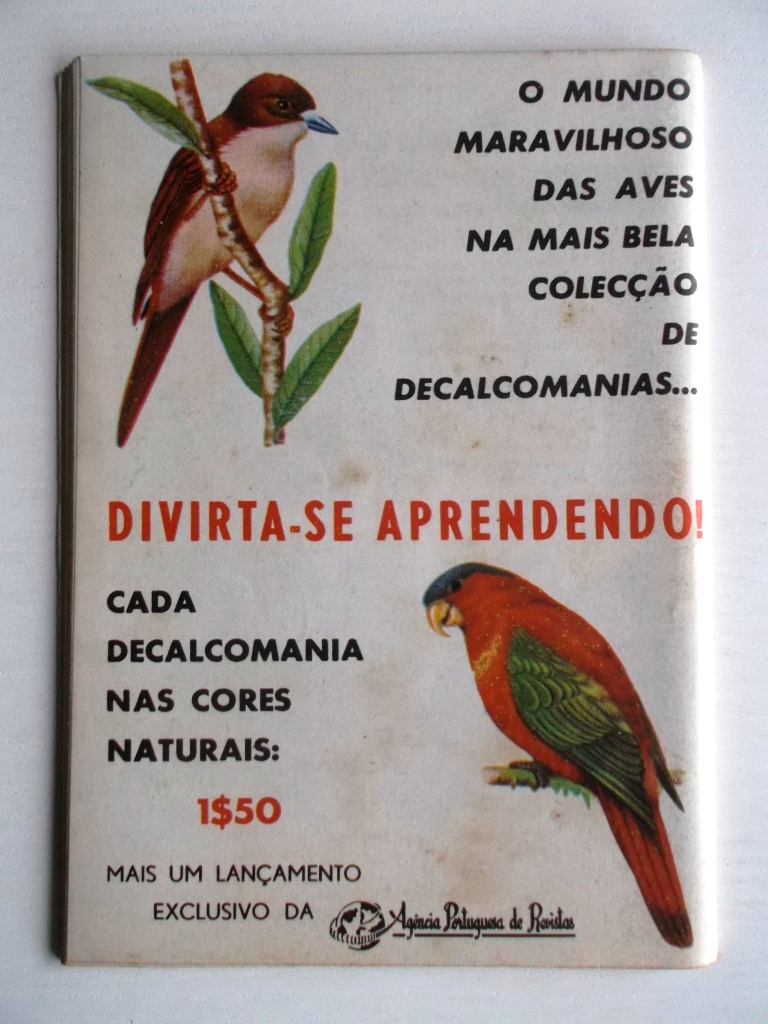 O MUNDO
MARAVILHOSO
DAS AVES
NA MAIS BELA
COLECÇÃO
DE
DECALCOMANIAS...
DIVIRTA-SE APRENDENDO!
CADA
DECALCOMANIA
NAS CORES
NATURAIS:
1$50
MAIS UM LANÇAMENTO
EXCLUSIVO DA Agência Portuguesa de Revistas